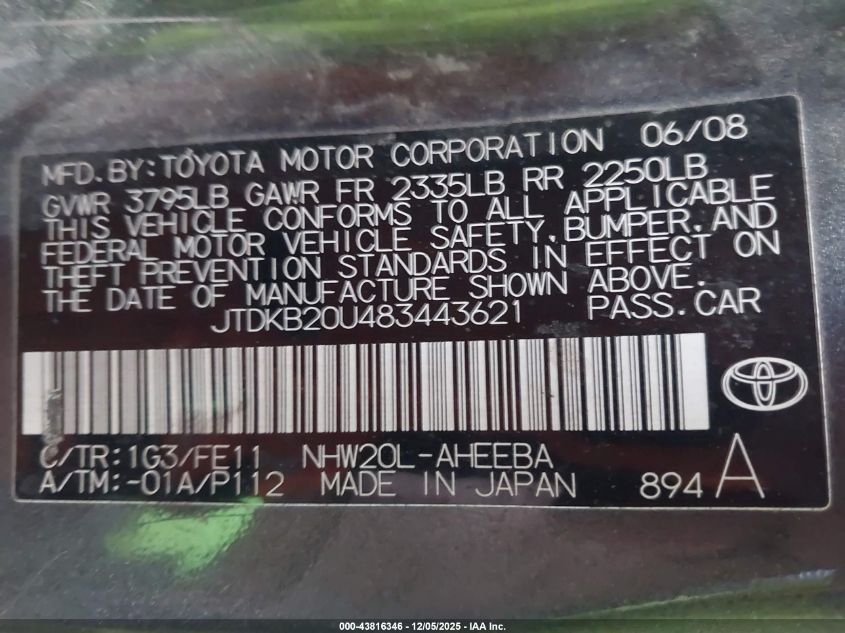 MFD. BY: TOYOTA MOTOR CORPORATION 06/08
GVWR 3795LB GAWR FR 2335LB RR 2250LB
THIS VEHICLE CONFORMS TO ALL APPLICABLE
FEDERAL MOTOR VEHICLE SAFETY, BUMPER, AND
THEFT PREVENTION STANDARDS IN EFFECT ON
THE DATE OF MANUFACTURE SHOWN ABOVE.
JTDKB20U483443621 PASS. CAR
C/TR: 1G3/FE11 NHW20L-AHEEBA
A/TM: -01A/P112 MADE IN JAPAN 894 A
000-43816346 - 12/05/2025 - IAA Inc.